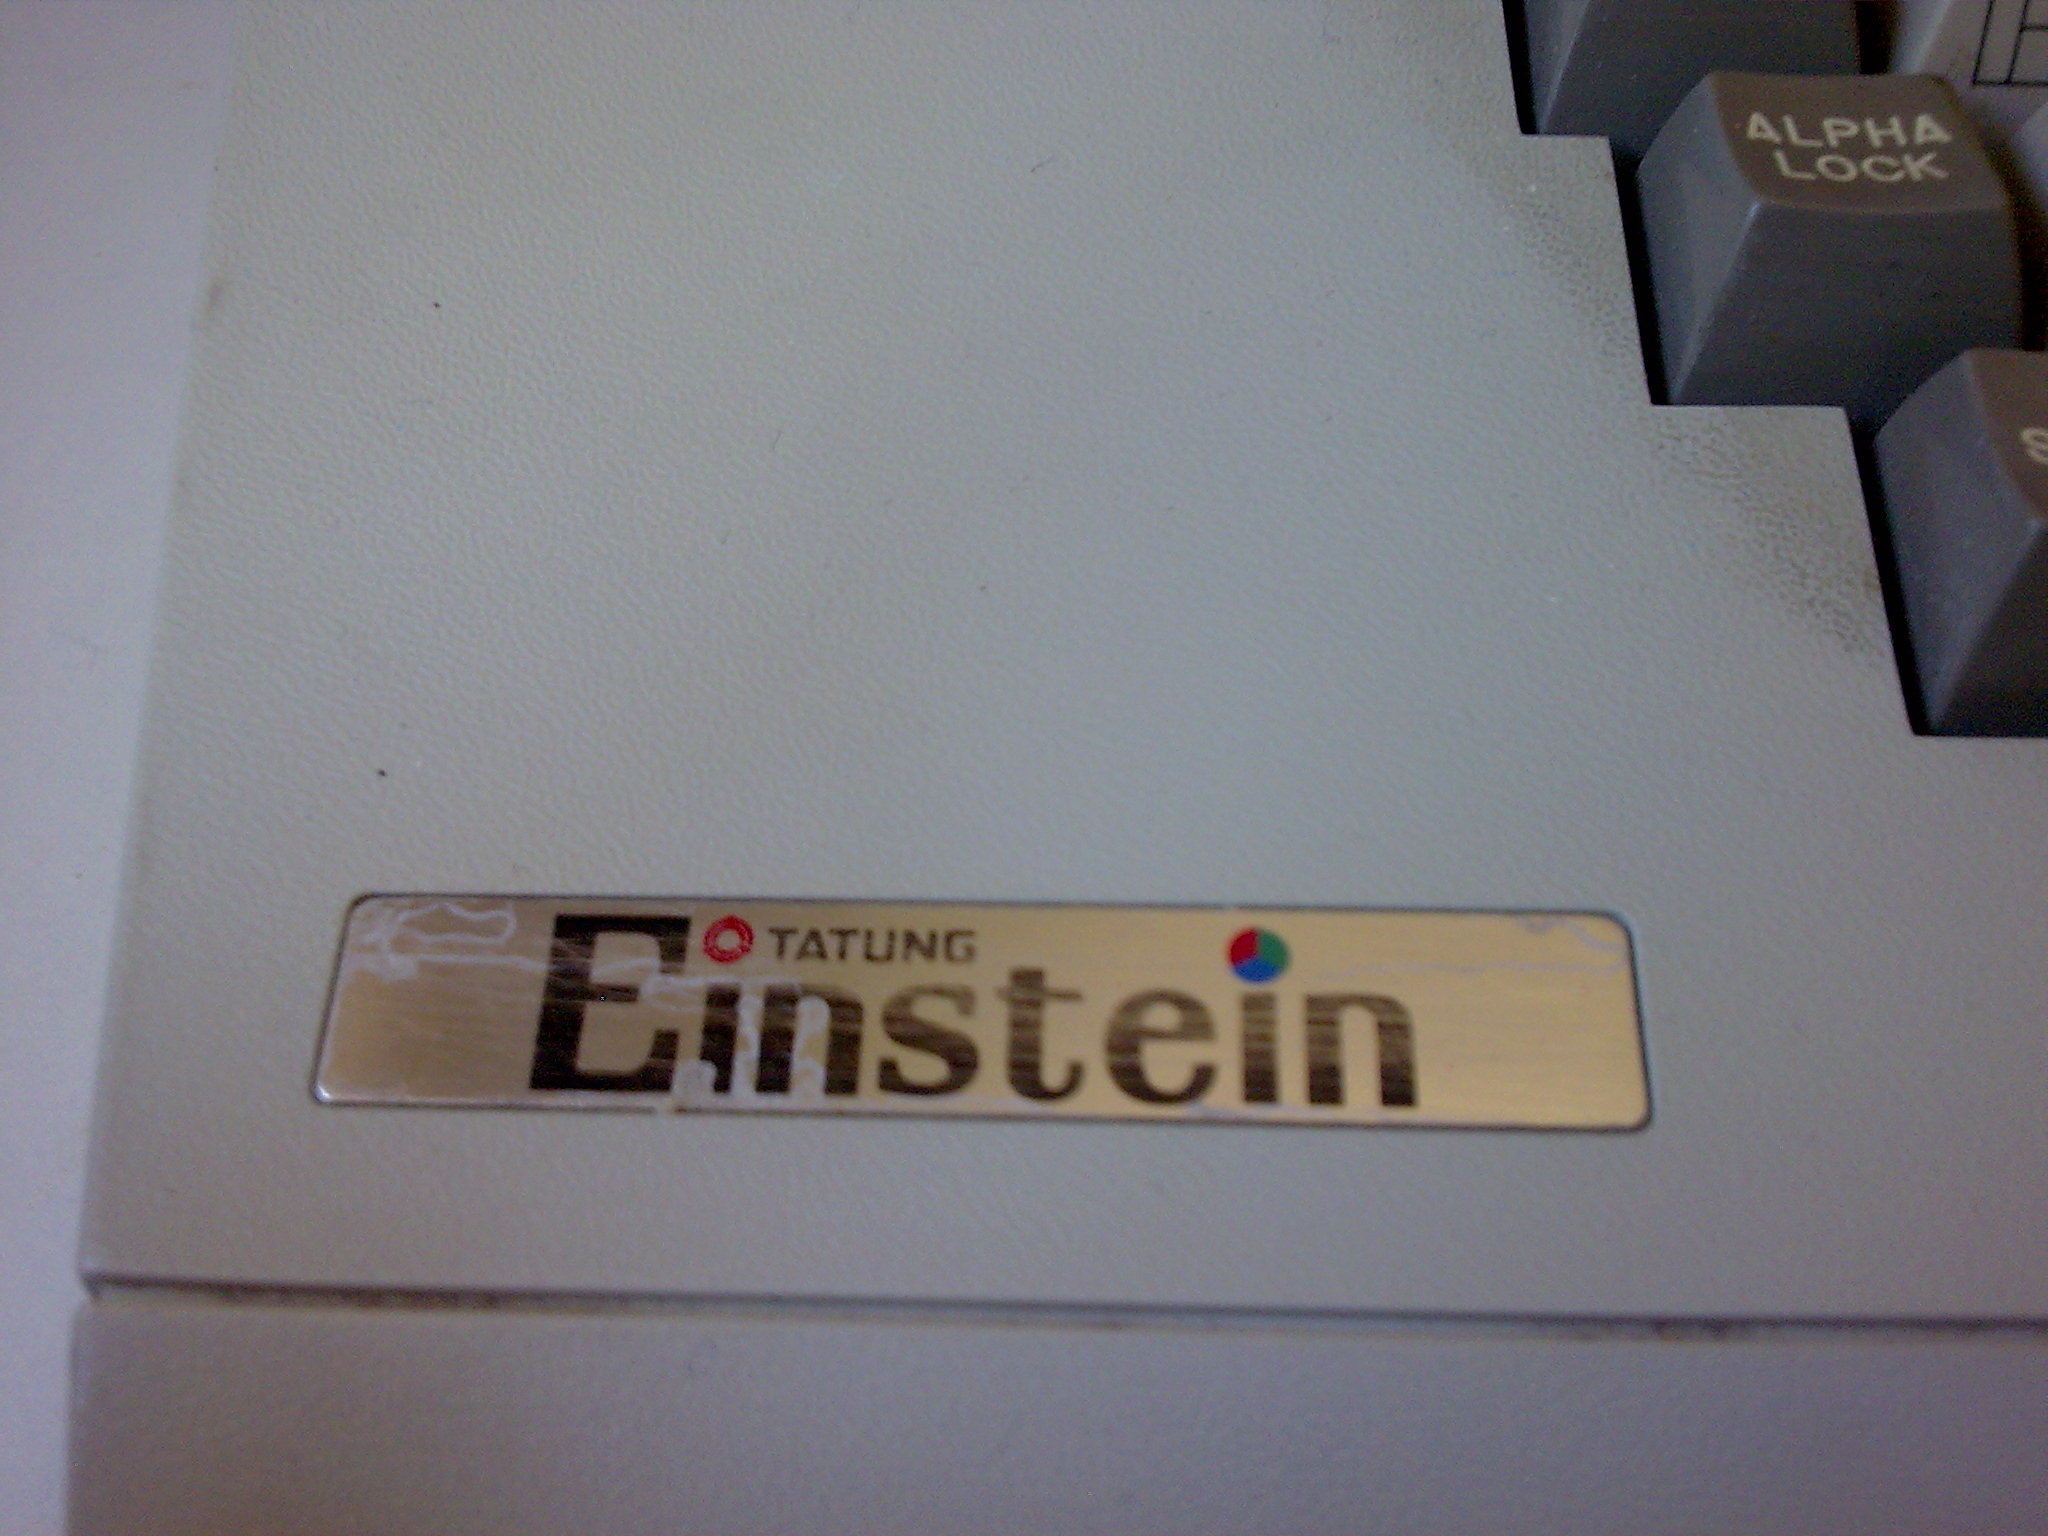 ALPHA
LOCK
S
TATUNG
Einstein